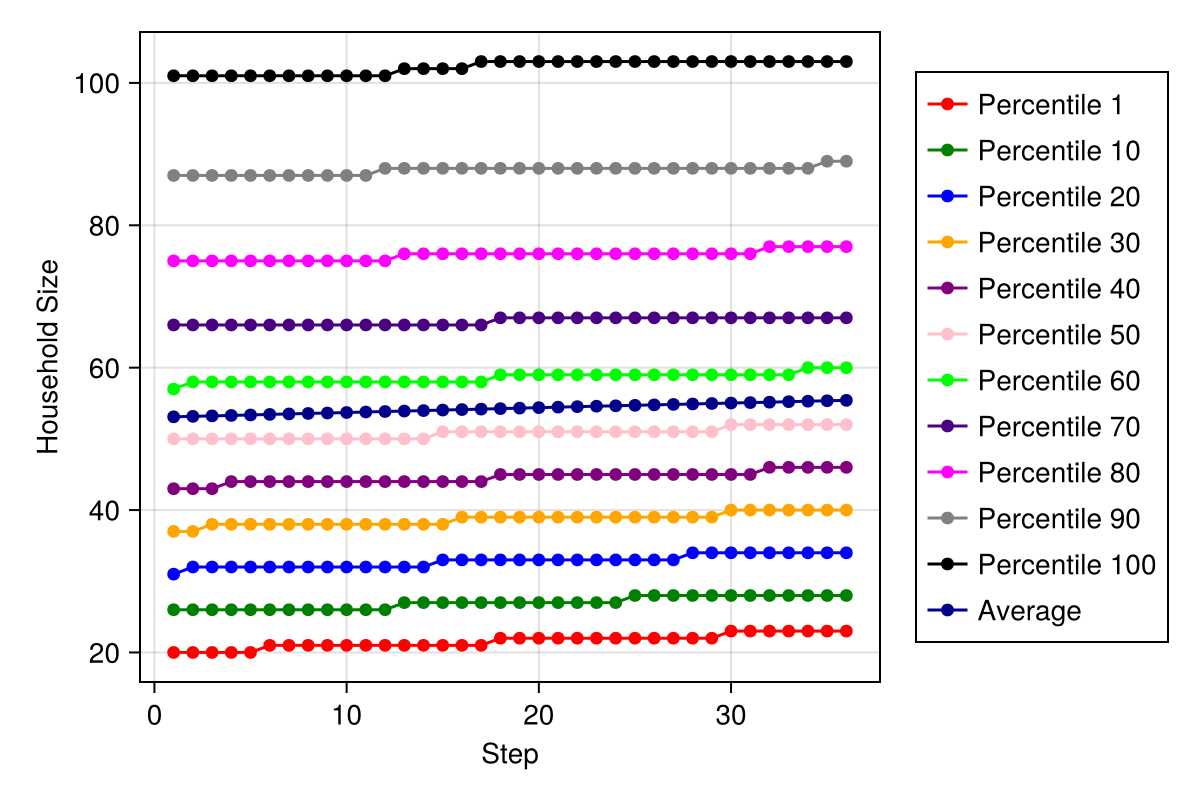 100
80
60
40
20
Household Size
0 10 20 30
Step
Percentile 1
Percentile 10
Percentile 20
Percentile 30
Percentile 40
Percentile 50
Percentile 60
Percentile 70
Percentile 80
Percentile 90
Percentile 100
Average